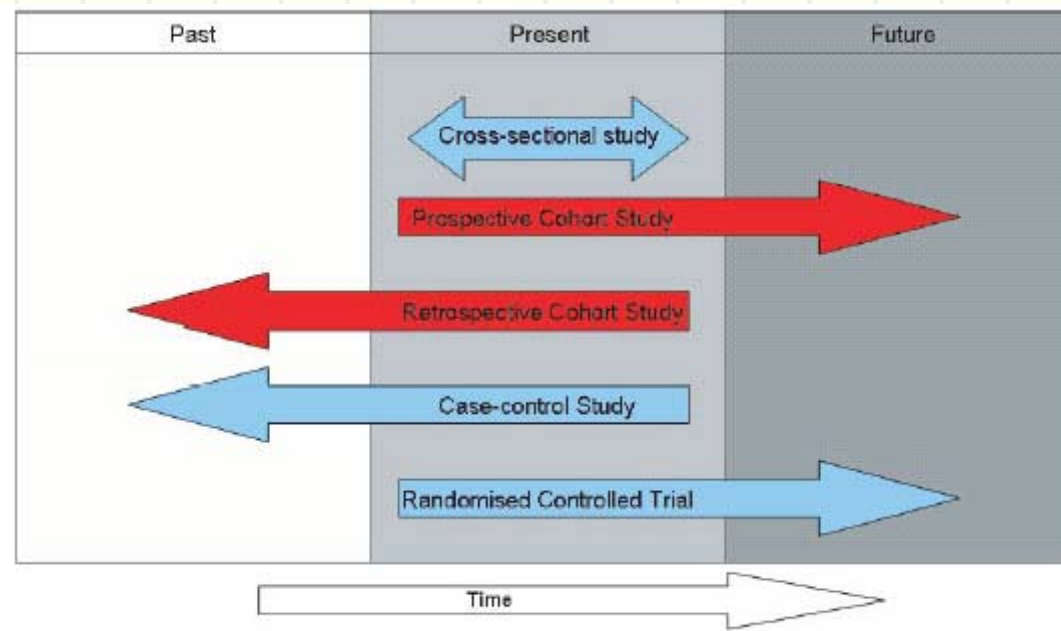 Past
Present
Future
Cross-sectional study
Prospective Cohort Study
Retrospective Cohort Study
Case-control Study
Randomised Controlled Trial
Time